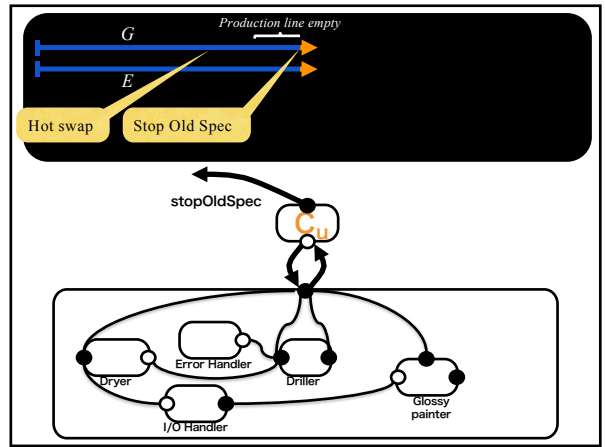 Production line empty
G
E
Hot swap
Stop Old Spec
stopOldSpec
Cu
Error Handler
Dryer
Driller
Glossy
painter
I/O Handler